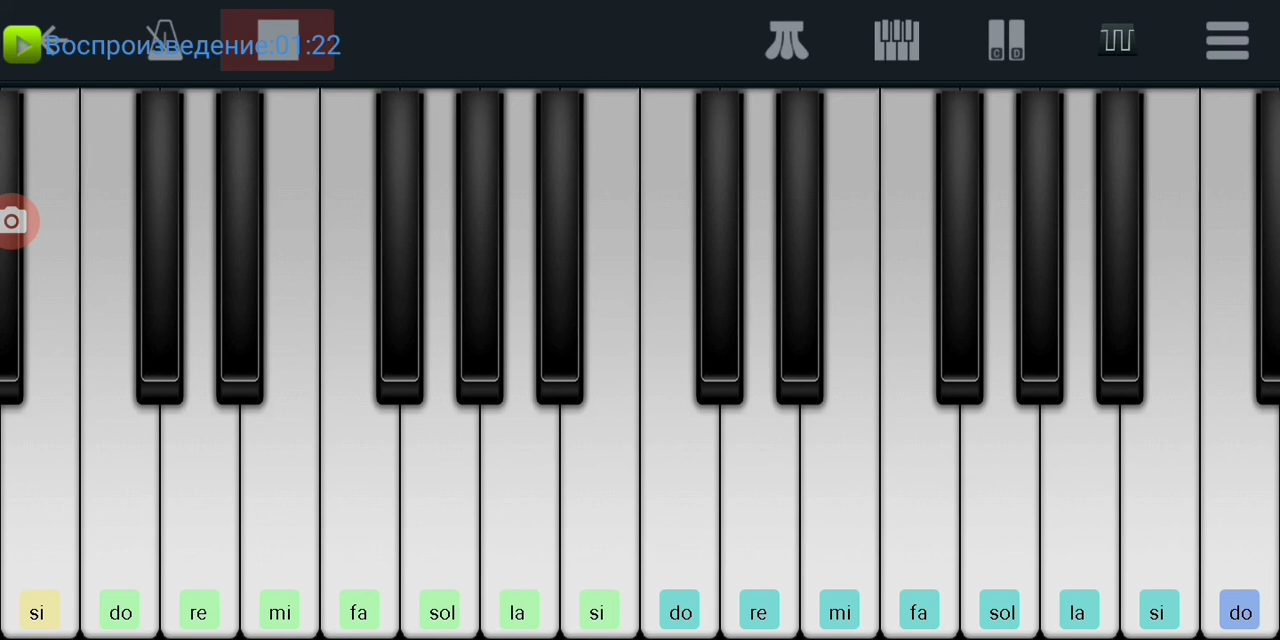 Воспроизведение:01:22
C D
si do re mi fa sol la si do re mi fa sol la si do